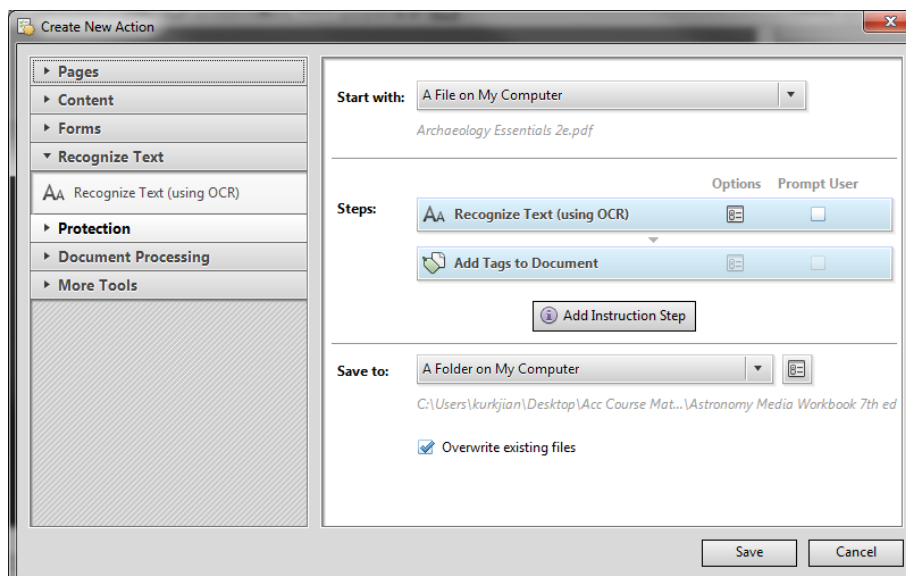 Create New Action
Pages
Content
Forms
Recognize Text
AA Recognize Text (using OCR)
Protection
Document Processing
More Tools
Start with: A File on My Computer
Archaeology Essentials 2e.pdf
Options Prompt User
Steps: AA Recognize Text (using OCR)
Add Tags to Document
Add Instruction Step
Save to: A Folder on My Computer
C:\Users\kurkjian\Desktop\Acc Course Mat...\Astronomy Media Workbook 7th ed
Overwrite existing files
Save Cancel